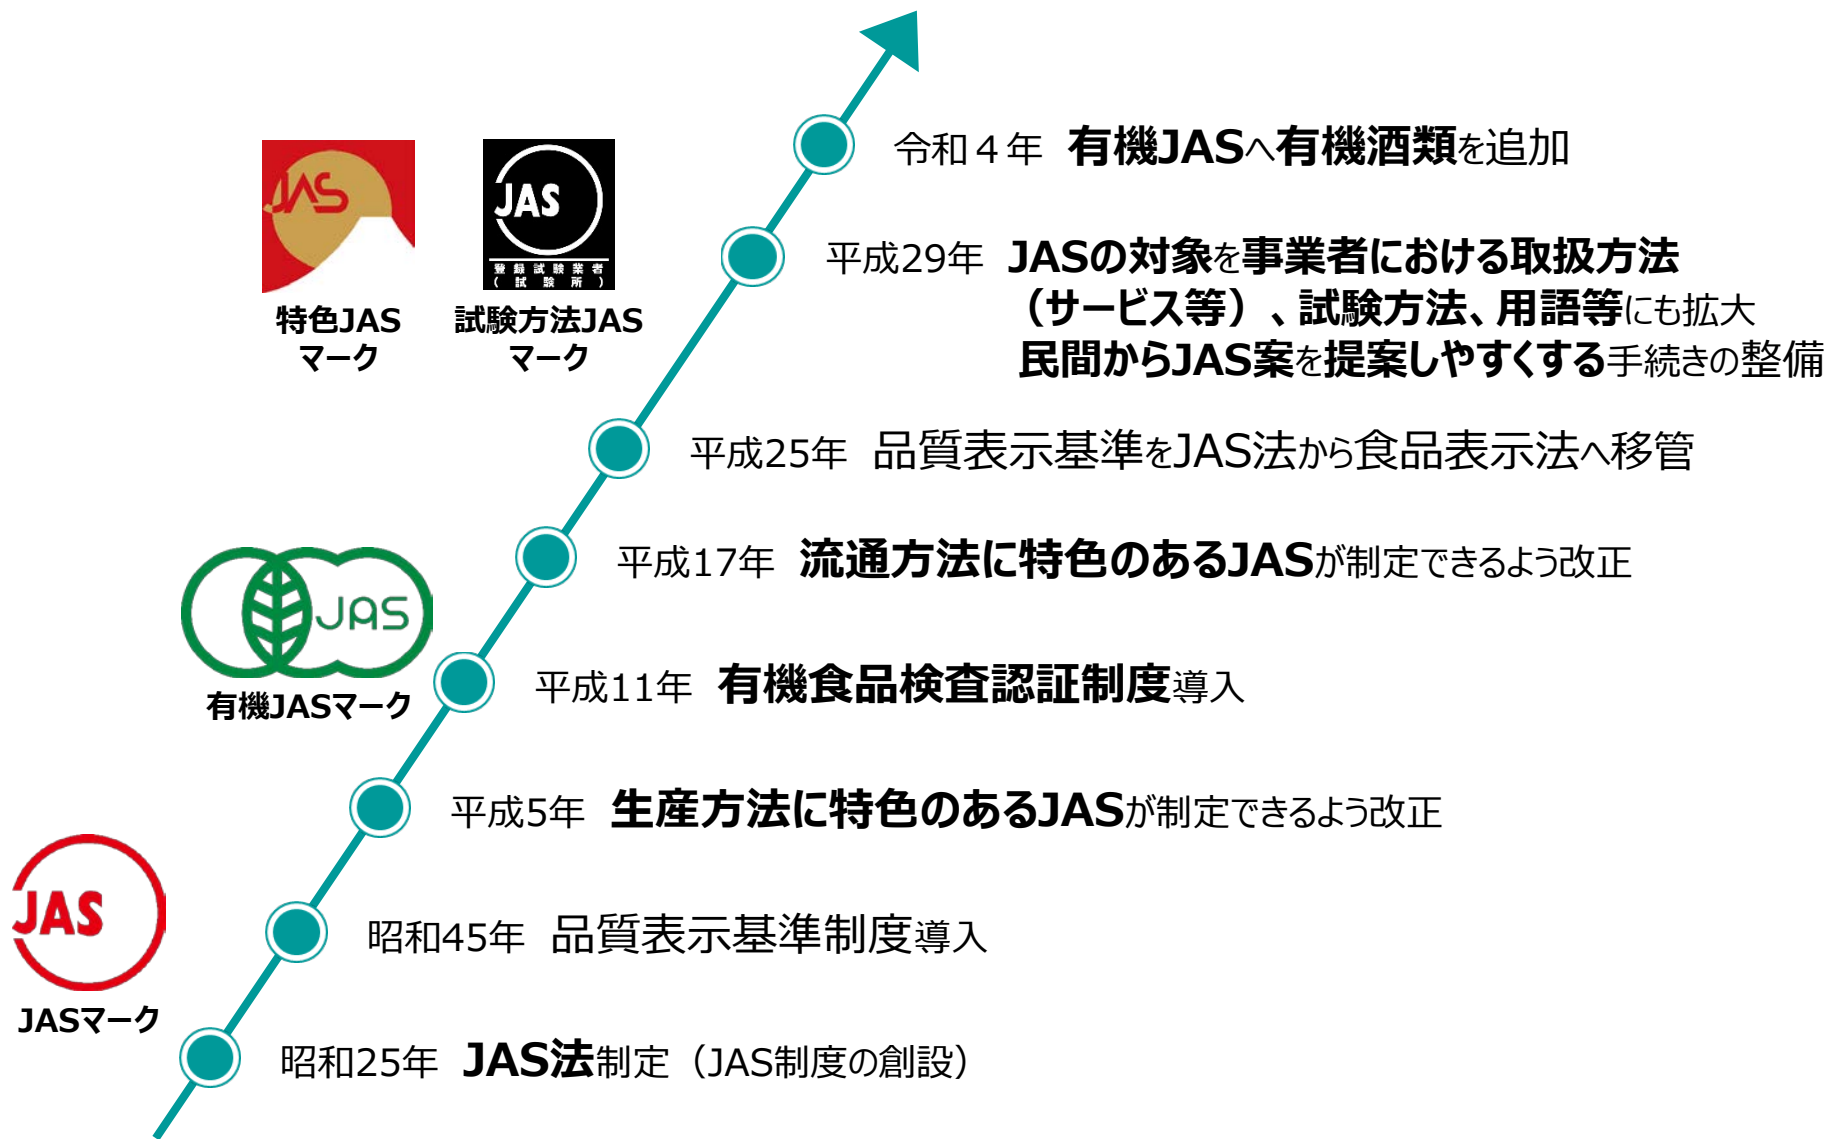 令和４年 有機JASへ有機酒類を追加
JAS
JAS
登録試験業者
(試験所)
特色JAS
マーク
試験方法JAS
マーク
平成29年 JASの対象を事業者における取扱方法
（サービス等）、試験方法、用語等にも拡大
民間からJAS案を提案しやすくする手続きの整備
平成25年 品質表示基準をJAS法から食品表示法へ移管
平成17年 流通方法に特色のあるJASが制定できるよう改正
JAS
有機JASマーク
平成11年 有機食品検査認証制度導入
平成5年 生産方法に特色のあるJASが制定できるよう改正
JAS
JASマーク
昭和45年 品質表示基準制度導入
昭和25年 JAS法制定（JAS制度の創設）